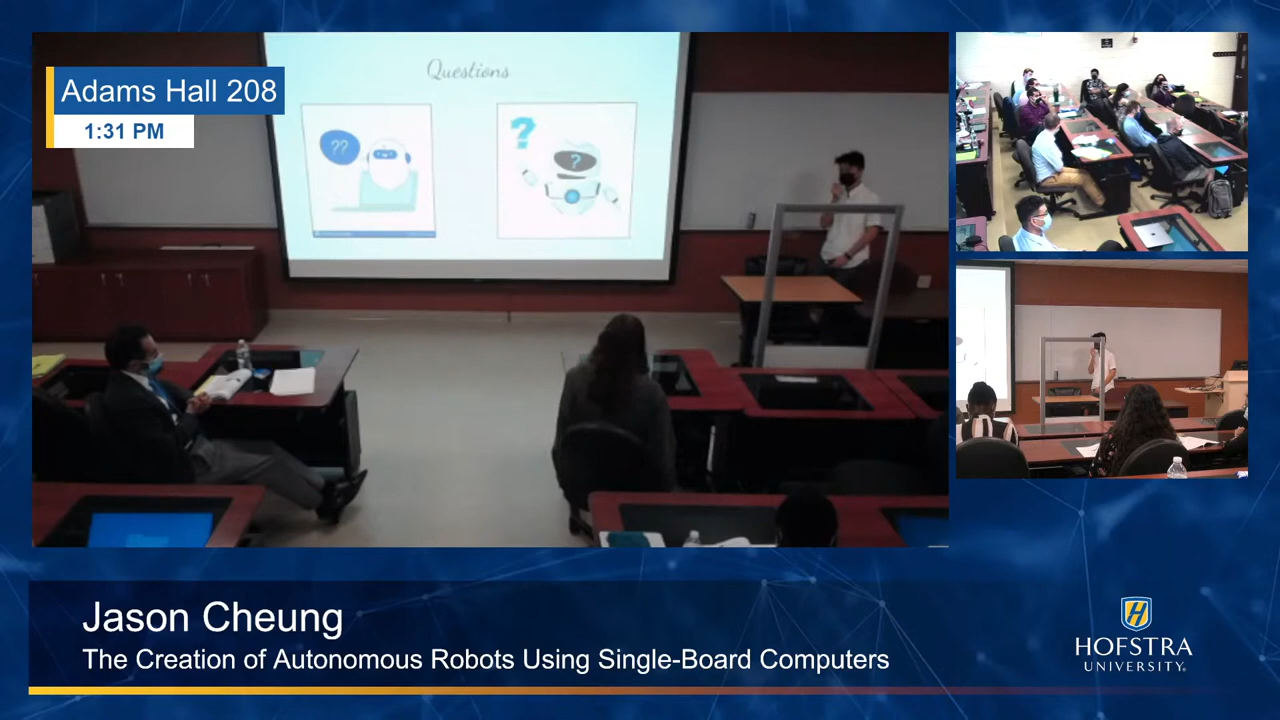 Adams Hall 208
1:31 PM
Questions
??
?
?
Jason Cheung
The Creation of Autonomous Robots Using Single-Board Computers
H
HOFSTRA
UNIVERSITY®